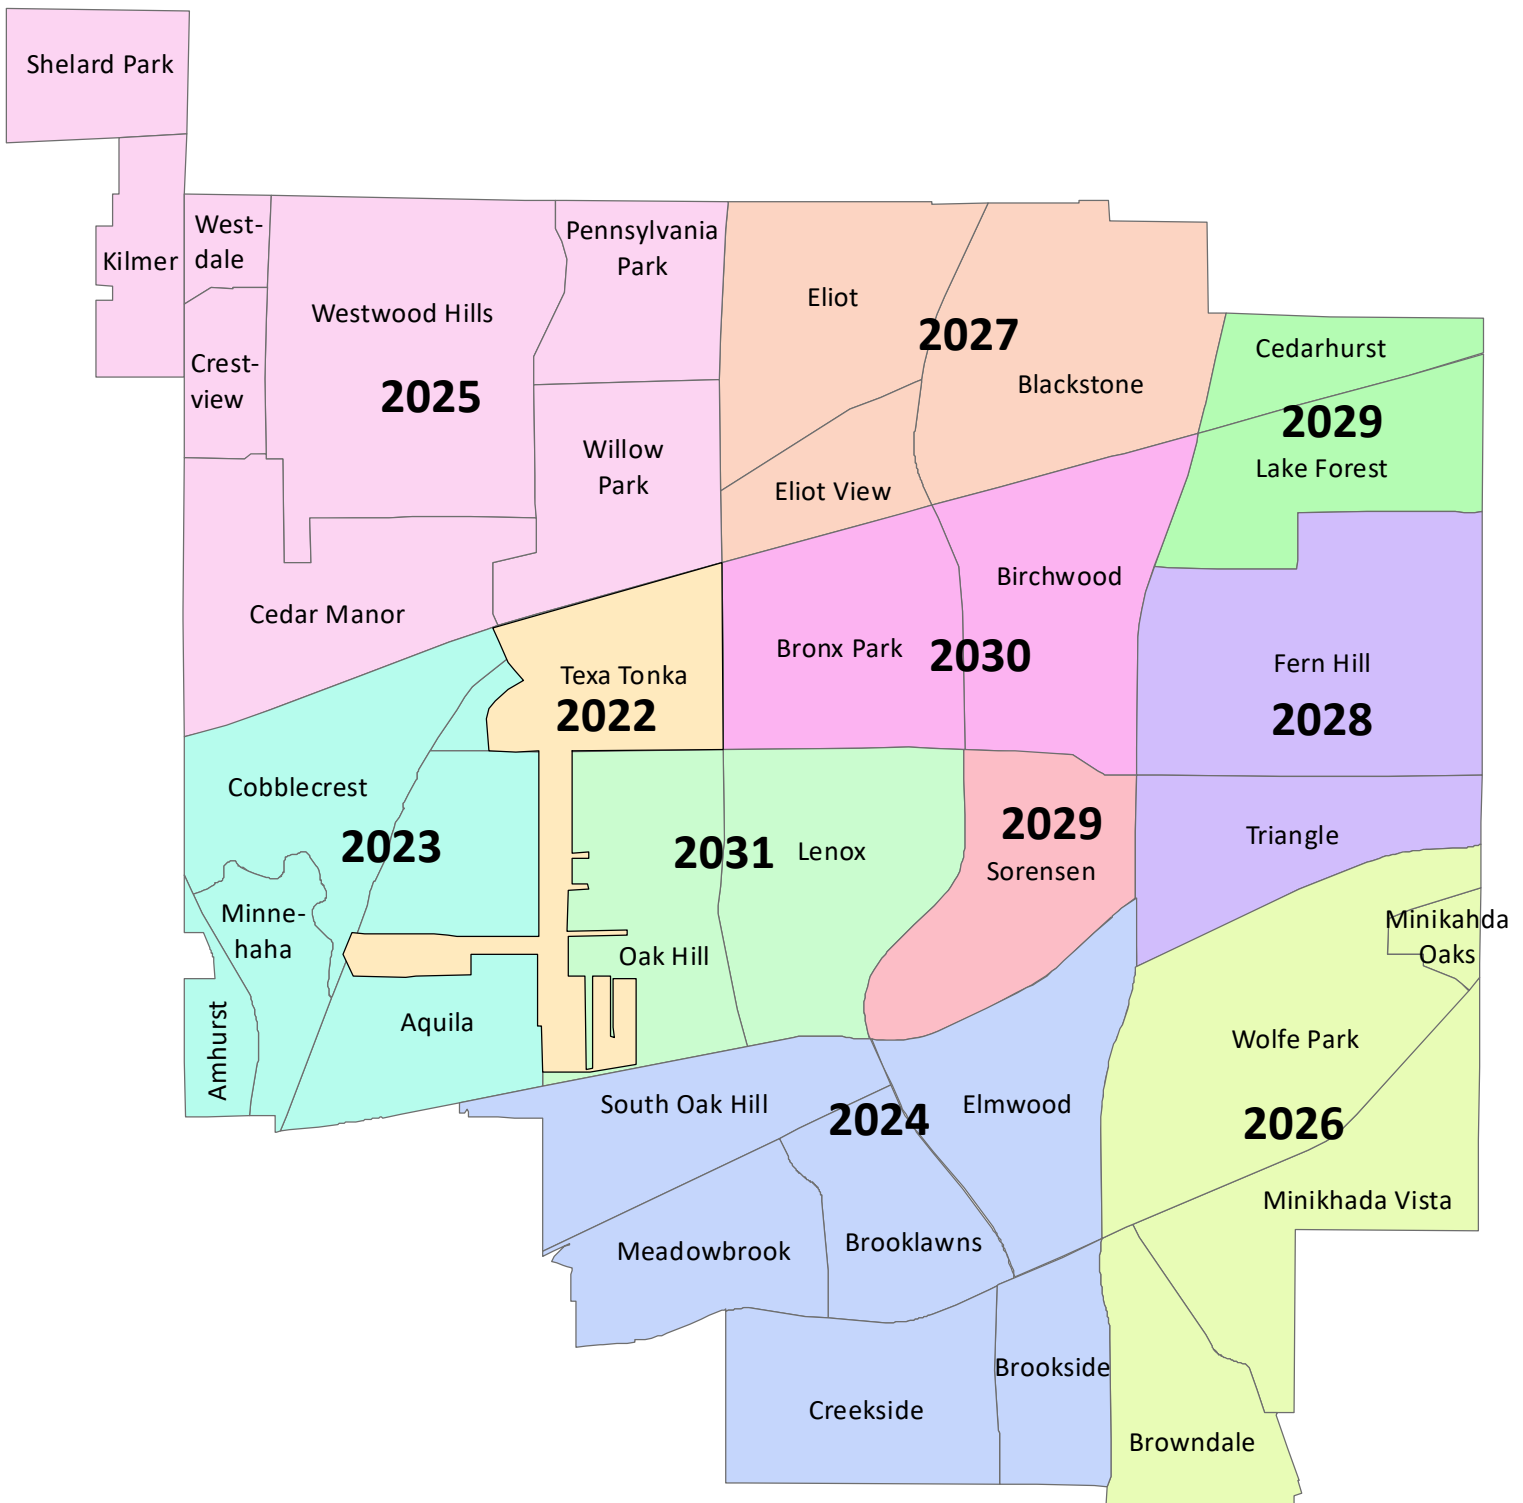 Shelard Park
Kilmer
West-
dale
Crest-
view
Westwood Hills
2025
Pennsylvania
Park
Willow
Park
Cedar Manor
Eliot
2027
Blackstone
Eliot View
Cedarhurst
2029
Lake Forest
Birchwood
Bronx Park
2030
Fern Hill
2028
Texa Tonka
2022
Cobblecrest
2023
Minne-
haha
Amhurst
Aquila
2031
Lenox
Oak Hill
2029
Sorensen
Triangle
Minikahda
Oaks
Wolfe Park
2026
Minikhada Vista
South Oak Hill
2024
Elmwood
Meadowbrook
Brooklawns
Creekside
Brookside
Browndale